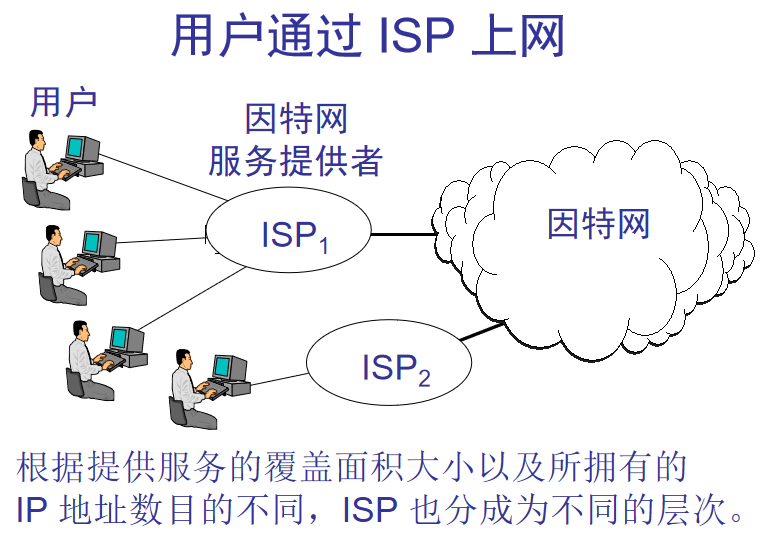 用户通过 ISP 上网
用户
因特网
服务提供者
ISP₁
因特网
ISP₂
根据提供服务的覆盖面积大小以及所拥有的
IP 地址数目的不同，ISP 也分成为不同的层次。